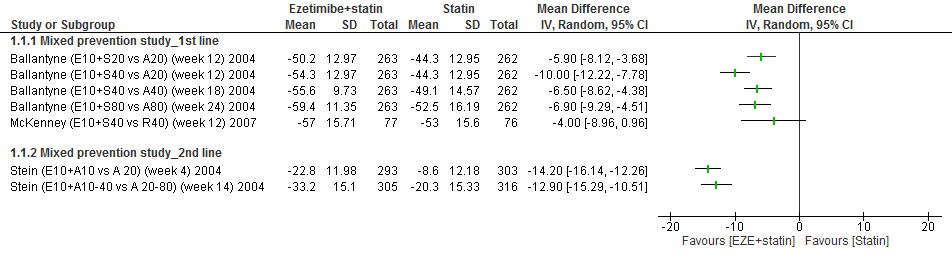 Ezetimibe+statin Statin Mean Difference Mean Difference
Study or Subgroup Mean SD Total Mean SD Total IV, Random, 95% CI IV, Random, 95% CI
1.1.1 Mixed prevention study_1st line
Ballantyne (E10+S20 vs A20) (week 12) 2004 -50.2 12.97 263 -44.3 12.95 262 -5.90 [-8.12, -3.68]
Ballantyne (E10+S40 vs A20) (week 12) 2004 -54.3 12.97 263 -44.3 12.95 262 -10.00 [-12.22, -7.78]
Ballantyne (E10+S40 vs A40) (week 18) 2004 -55.6 9.73 263 -49.1 14.57 262 -6.50 [-8.62, -4.38]
Ballantyne (E10+S80 vs A80) (week 24) 2004 -59.4 11.35 263 -52.5 16.19 262 -6.90 [-9.29, -4.51]
McKenney (E10+S40 vs R40) (week 12) 2007 -57 15.71 77 -53 15.6 76 -4.00 [-8.96, 0.96]
1.1.2 Mixed prevention study_2nd line
Stein (E10+A10 vs A 20) (week 4) 2004 -22.8 11.98 293 -8.6 12.18 303 -14.20 [-16.14, -12.26]
Stein (E10+A10-40 vs A 20-80) (week 14) 2004 -33.2 15.1 305 -20.3 15.33 316 -12.90 [-15.29, -10.51]
-20 -10 0 10 20
Favours [EZE+statin] Favours [Statin]